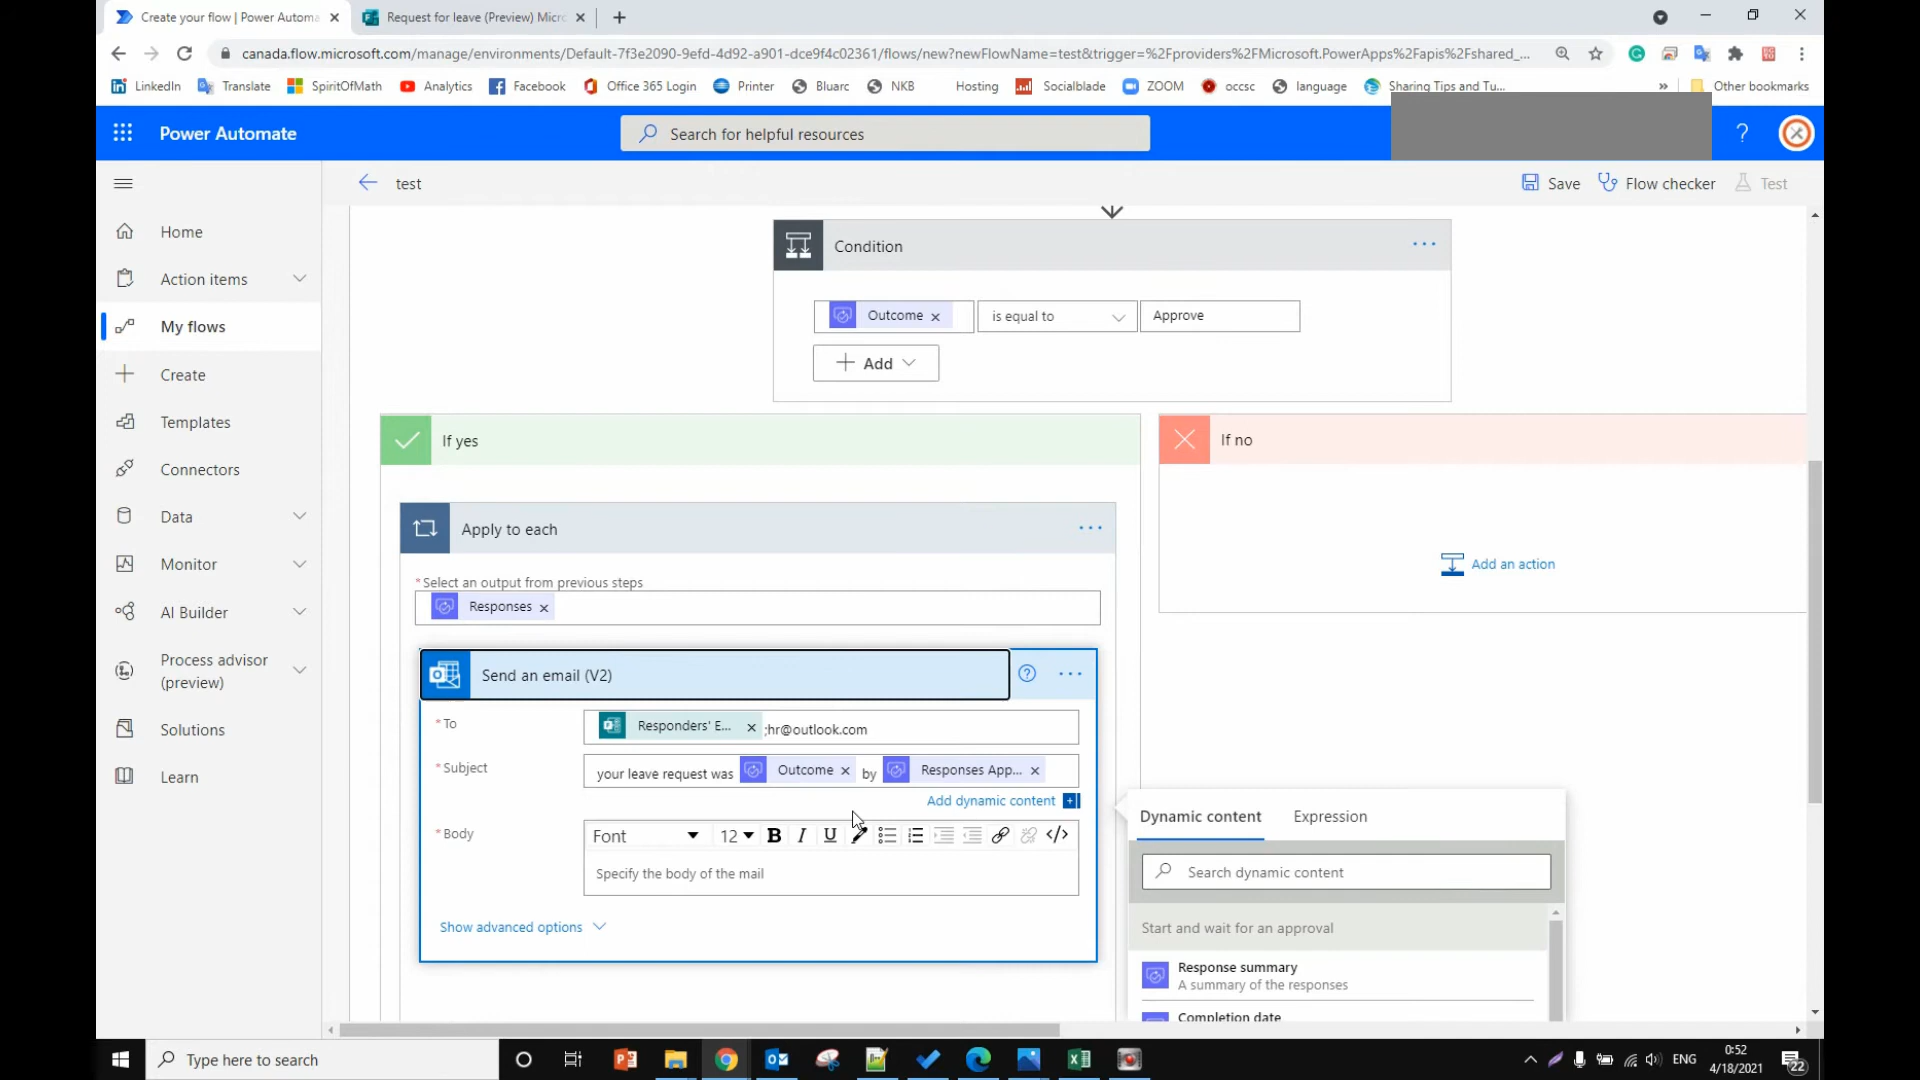 Create your flow | Power Automa
Request for leave (Preview) Micr
canada.flow.microsoft.com/manage/environments/Default-7f3e2090-9efd-4d92-a901-dce9f4c02361/flows/new?newFlowName=test&trigger=%2Fproviders%2FMicrosoft.PowerApps%2Fapis%2Fshared_...
LinkedIn Translate SpiritOfMath Analytics Facebook Office 365 Login Printer Bluarc NKB Hosting Socialblade ZOOM occsc language Sharing Tips and Tu... » Other bookmarks
Power Automate
Search for helpful resources
?
test
Save Flow checker Test
Home
Action items
My flows
Create
Templates
Connectors
Data
Monitor
AI Builder
Process advisor
(preview)
Solutions
Learn
Condition
Outcome is equal to Approve
Add
If yes
If no
Add an action
Apply to each
*Select an output from previous steps
Responses
Send an email (V2)
*To Responders' E... ;hr@outlook.com
*Subject your leave request was Outcome by Responses App...
Add dynamic content
*Body Font 12 B I U </>
Specify the body of the mail
Show advanced options
Dynamic content Expression
Search dynamic content
Start and wait for an approval
Response summary
A summary of the responses
Completion date
Type here to search
ENG
0:52
4/18/2021
22